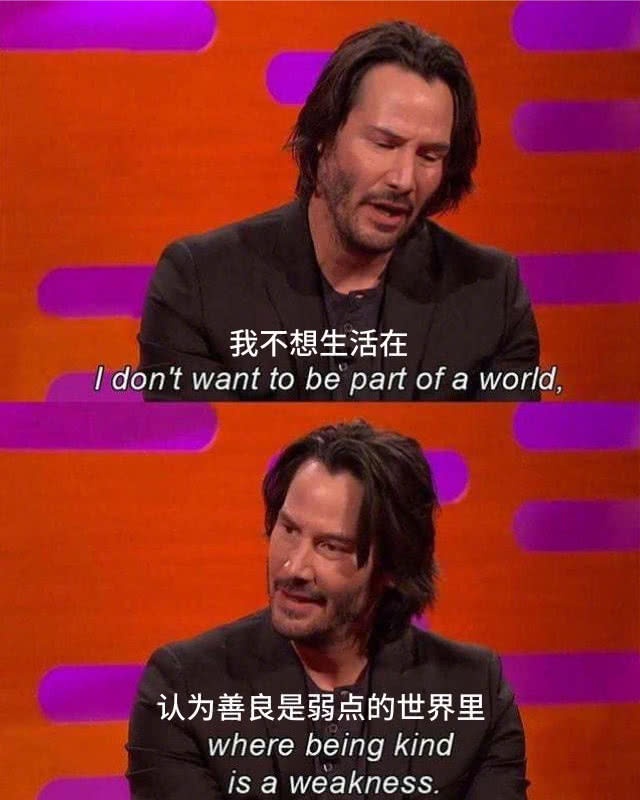 我不想生活在
I don't want to be part of a world,
认为善良是弱点的世界里
where being kind
is a weakness.